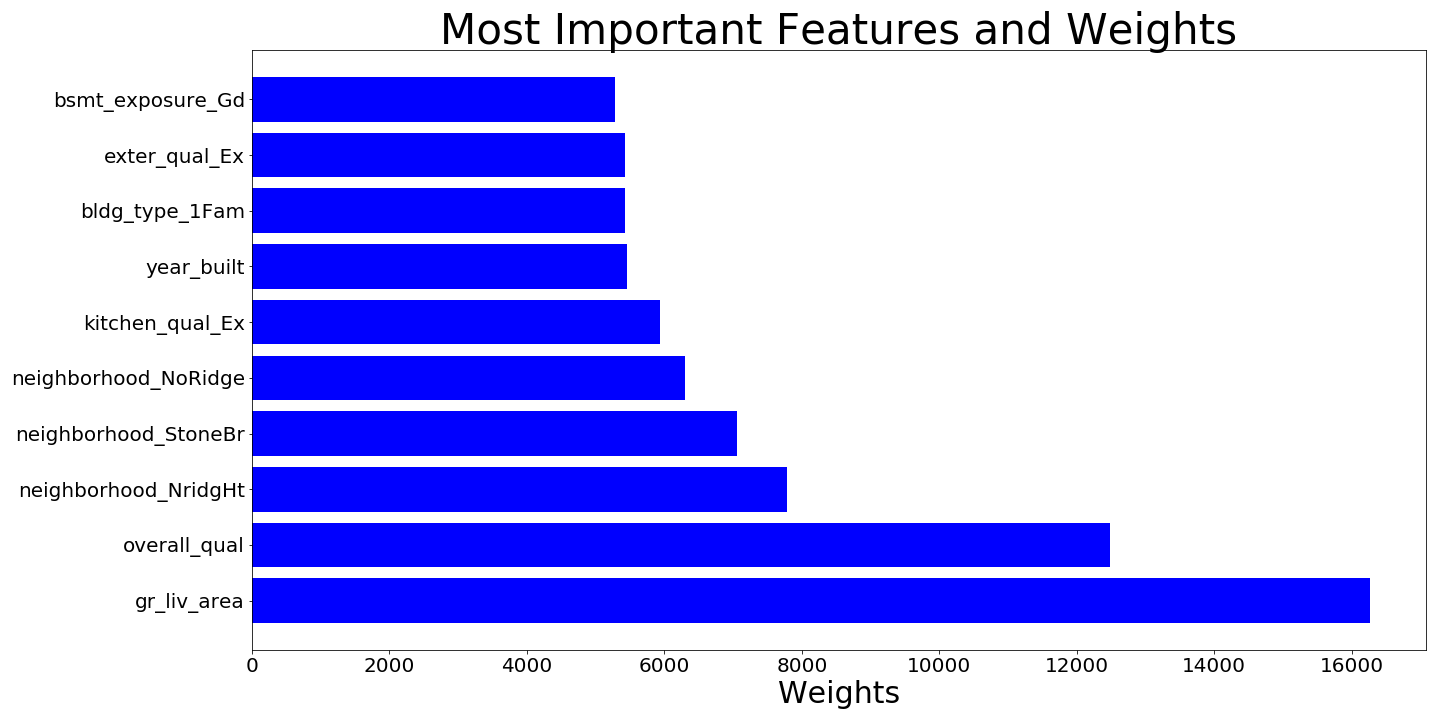 Most Important Features and Weights
bsmt_exposure_Gd
exter_qual_Ex
bldg_type_1Fam
year_built
kitchen_qual_Ex
neighborhood_NoRidge
neighborhood_StoneBr
neighborhood_NridgHt
overall_qual
gr_liv_area
0 2000 4000 6000 8000 10000 12000 14000 16000
Weights